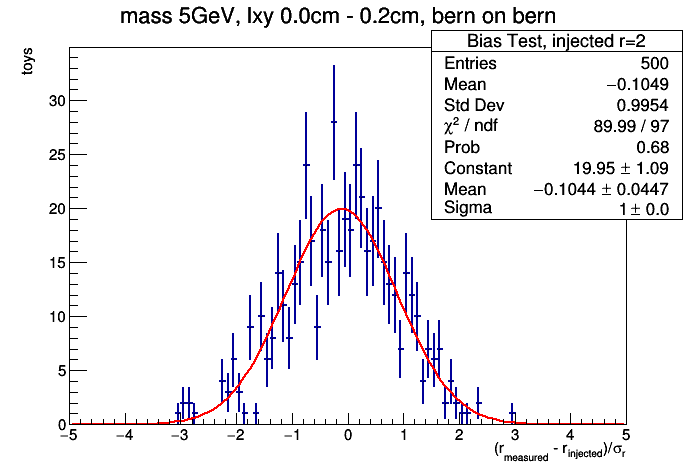 mass 5GeV, lxy 0.0cm - 0.2cm, bern on bern
Bias Test, injected r=2
Entries 500
Mean −0.1049
Std Dev 0.9954
χ² / ndf 89.99 / 97
Prob 0.68
Constant 19.95 ± 1.09
Mean −0.1044 ± 0.0447
Sigma 1 ± 0.0
toys
30
25
20
15
10
5
0
−5 −4 −3 −2 −1 0 1 2 3 4 5
(r_measured - r_injected)/σ_r